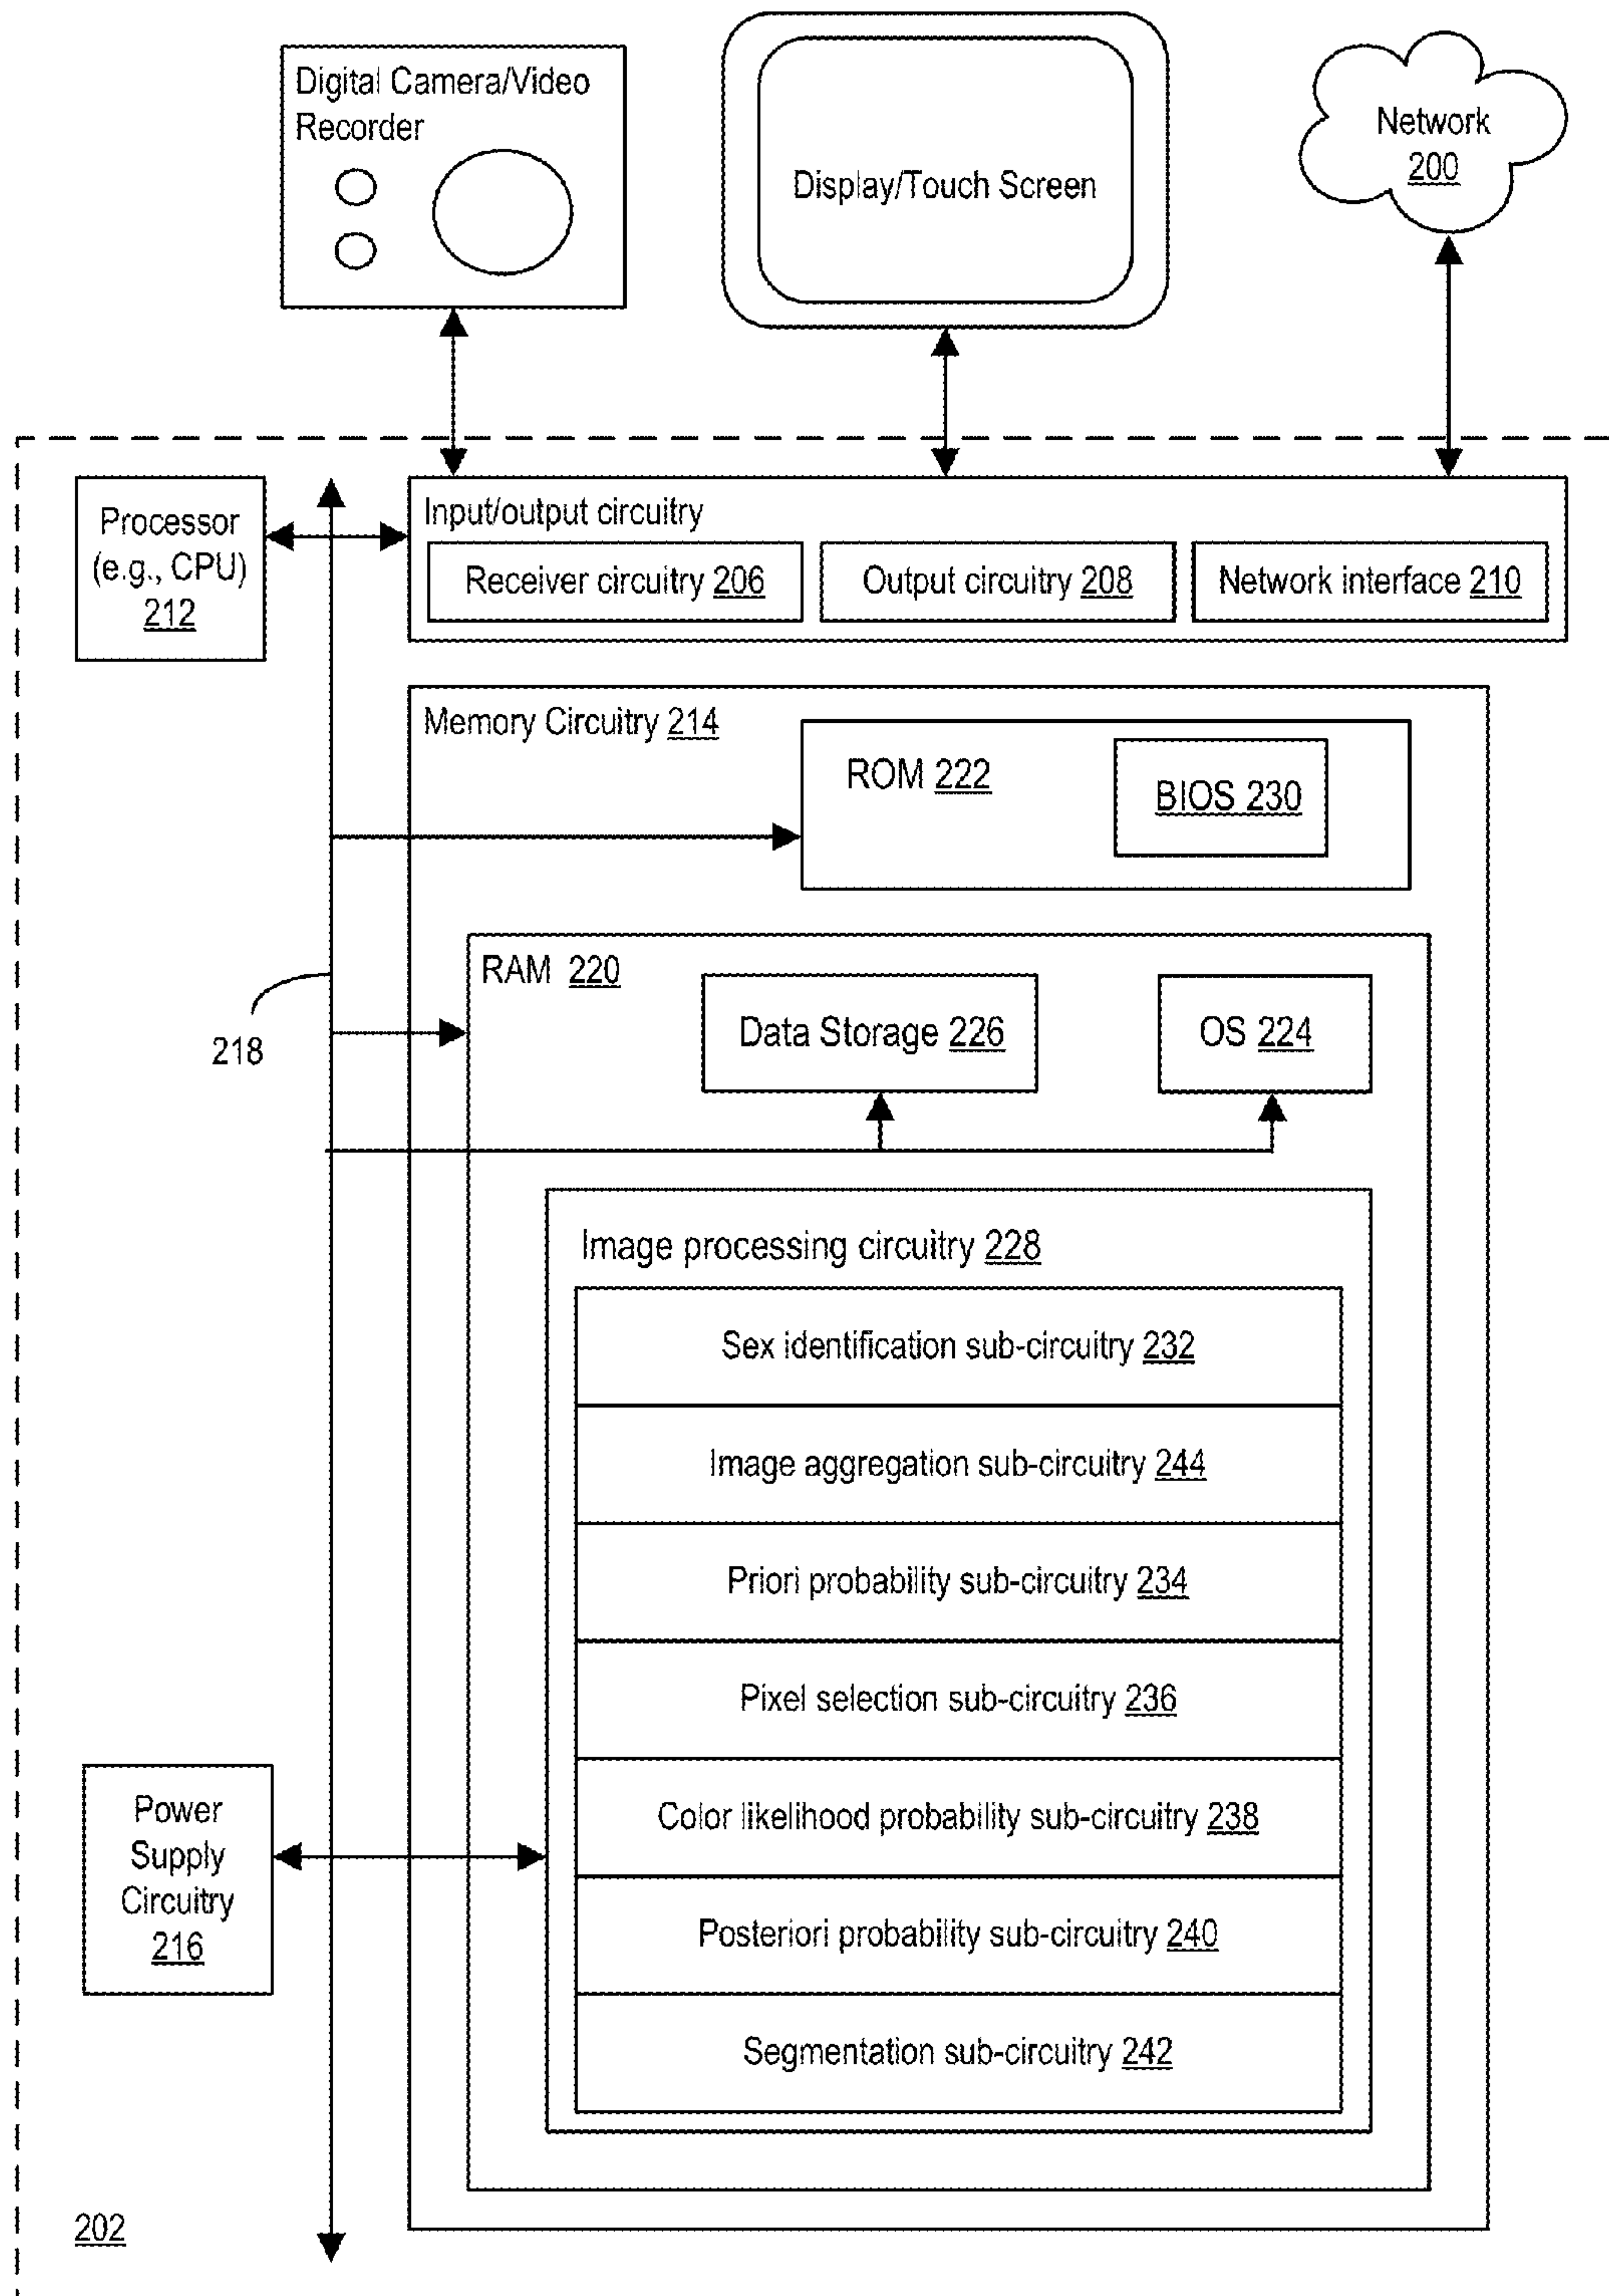 Digital Camera/Video
Recorder
Display/Touch Screen
Network
200
Processor
(e.g., CPU)
212
Input/output circuitry
Receiver circuitry 206
Output circuitry 208
Network interface 210
Memory Circuitry 214
ROM 222
BIOS 230
RAM 220
Data Storage 226
OS 224
218
Image processing circuitry 228
Sex identification sub-circuitry 232
Image aggregation sub-circuitry 244
Priori probability sub-circuitry 234
Pixel selection sub-circuitry 236
Color likelihood probability sub-circuitry 238
Posteriori probability sub-circuitry 240
Segmentation sub-circuitry 242
Power
Supply
Circuitry
216
202